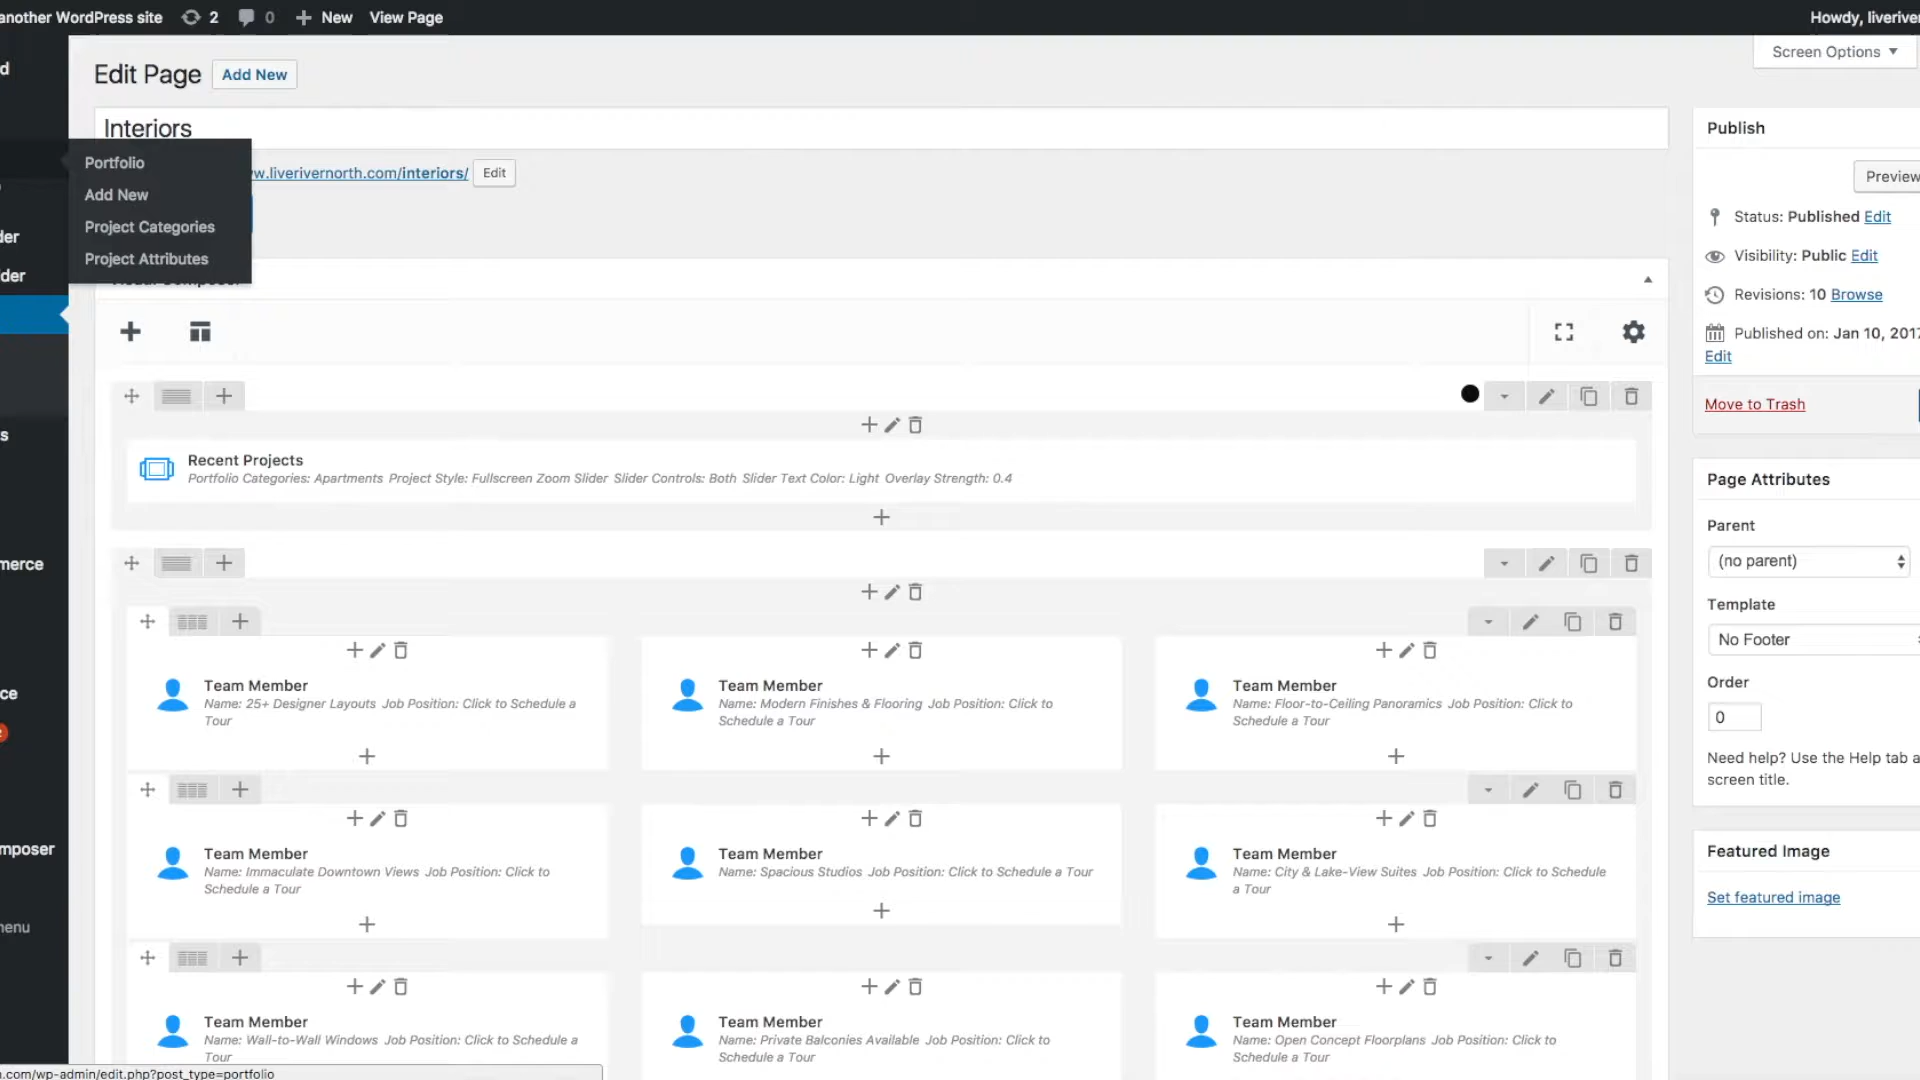 another WordPress site 2 0 New View Page
Howdy, liveriver
Screen Options
Edit Page Add New
Interiors
w.liverivernorth.com/interiors/ Edit
Portfolio
Add New
Project Categories
Project Attributes
d
der
der
s
merce
ce
2
mposer
menu
Recent Projects
Portfolio Categories: Apartments Project Style: Fullscreen Zoom Slider Slider Controls: Both Slider Text Color: Light Overlay Strength: 0.4
Team Member
Name: 25+ Designer Layouts Job Position: Click to Schedule a
Tour
Team Member
Name: Modern Finishes & Flooring Job Position: Click to
Schedule a Tour
Team Member
Name: Floor-to-Ceiling Panoramics Job Position: Click to
Schedule a Tour
Team Member
Name: Immaculate Downtown Views Job Position: Click to
Schedule a Tour
Team Member
Name: Spacious Studios Job Position: Click to Schedule a Tour
Team Member
Name: City & Lake-View Suites Job Position: Click to Schedule
a Tour
Team Member
Name: Wall-to-Wall Windows Job Position: Click to Schedule a
Tour
Team Member
Name: Private Balconies Available Job Position: Click to
Schedule a Tour
Team Member
Name: Open Concept Floorplans Job Position: Click to
Schedule a Tour
Publish
Preview
Status: Published Edit
Visibility: Public Edit
Revisions: 10 Browse
Published on: Jan 10, 2017
Edit
Move to Trash
Page Attributes
Parent
(no parent)
Template
No Footer
Order
0
Need help? Use the Help tab a
screen title.
Featured Image
Set featured image
.com/wp-admin/edit.php?post_type=portfolio